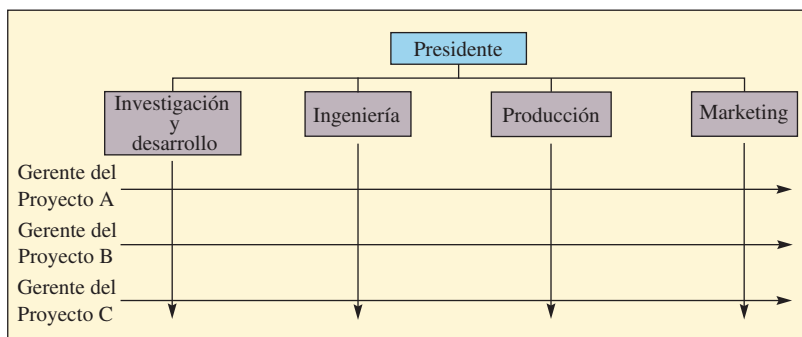 Presidente
Investigación
y
desarrollo
Ingeniería
Producción
Marketing
Gerente del
Proyecto A
Gerente del
Proyecto B
Gerente del
Proyecto C